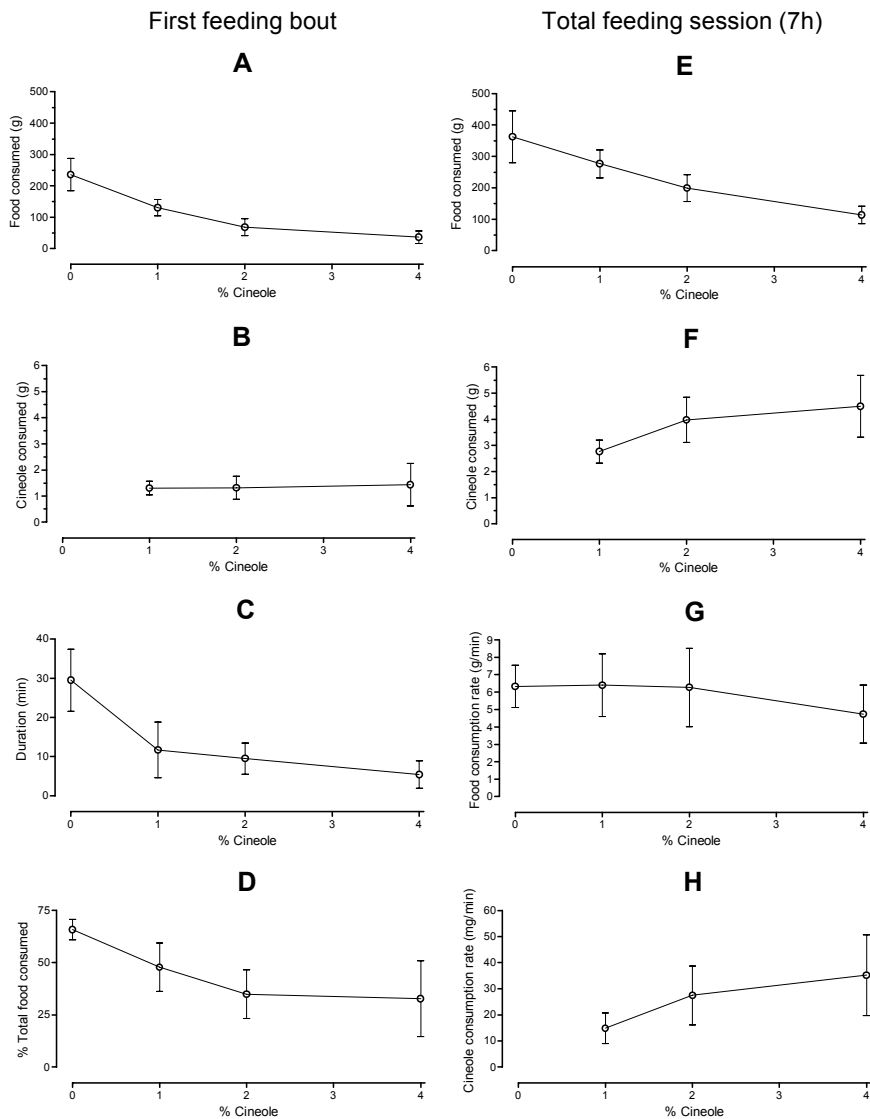 First feeding bout
Total feeding session (7h)
A
Food consumed (g)
500
400
300
200
100
0
0 1 2 3 4
% Cineole
E
Food consumed (g)
500
400
300
200
100
0
0 1 2 3 4
% Cineole
B
Cineole consumed (g)
6
5
4
3
2
1
0
0 1 2 3 4
% Cineole
F
Cineole consumed (g)
6
5
4
3
2
1
0
0 1 2 3 4
% Cineole
C
Duration (min)
40
30
20
10
0
0 1 2 3 4
% Cineole
G
Food consumption rate (g/min)
9
8
7
6
5
4
3
2
1
0
0 1 2 3 4
% Cineole
D
% Total food consumed
75
50
25
0
0 1 2 3 4
% Cineole
H
Cineole consumption rate (mg/min)
60
50
40
30
20
10
0
0 1 2 3 4
% Cineole